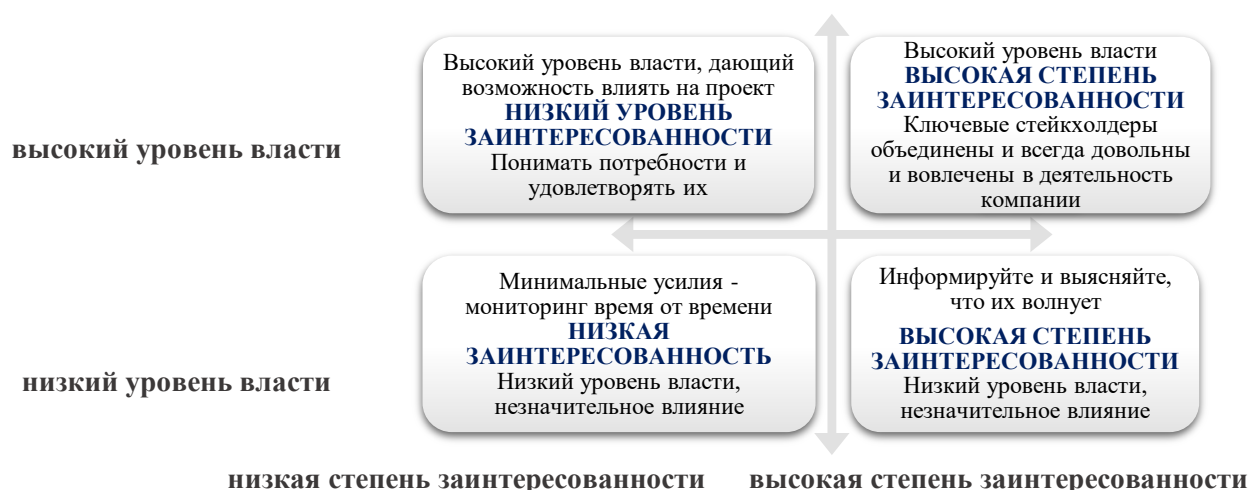 Высокий уровень власти, дающий
возможность влиять на проект
НИЗКИЙ УРОВЕНЬ
ЗАИНТЕРЕСОВАННОСТИ
Понимать потребности и
удовлетворять их
Высокий уровень власти
ВЫСОКАЯ СТЕПЕНЬ
ЗАИНТЕРЕСОВАННОСТИ
Ключевые стейкхолдеры
объединены и всегда довольны
и вовлечены в деятельность
компании
высокий уровень власти
Минимальные усилия -
мониторинг время от времени
НИЗКАЯ
ЗАИНТЕРЕСОВАННОСТЬ
Низкий уровень власти,
незначительное влияние
Информируйте и выясняйте,
что их волнует
ВЫСОКАЯ СТЕПЕНЬ
ЗАИНТЕРЕСОВАННОСТИ
Низкий уровень власти,
незначительное влияние
низкий уровень власти
низкая степень заинтересованности
высокая степень заинтересованности